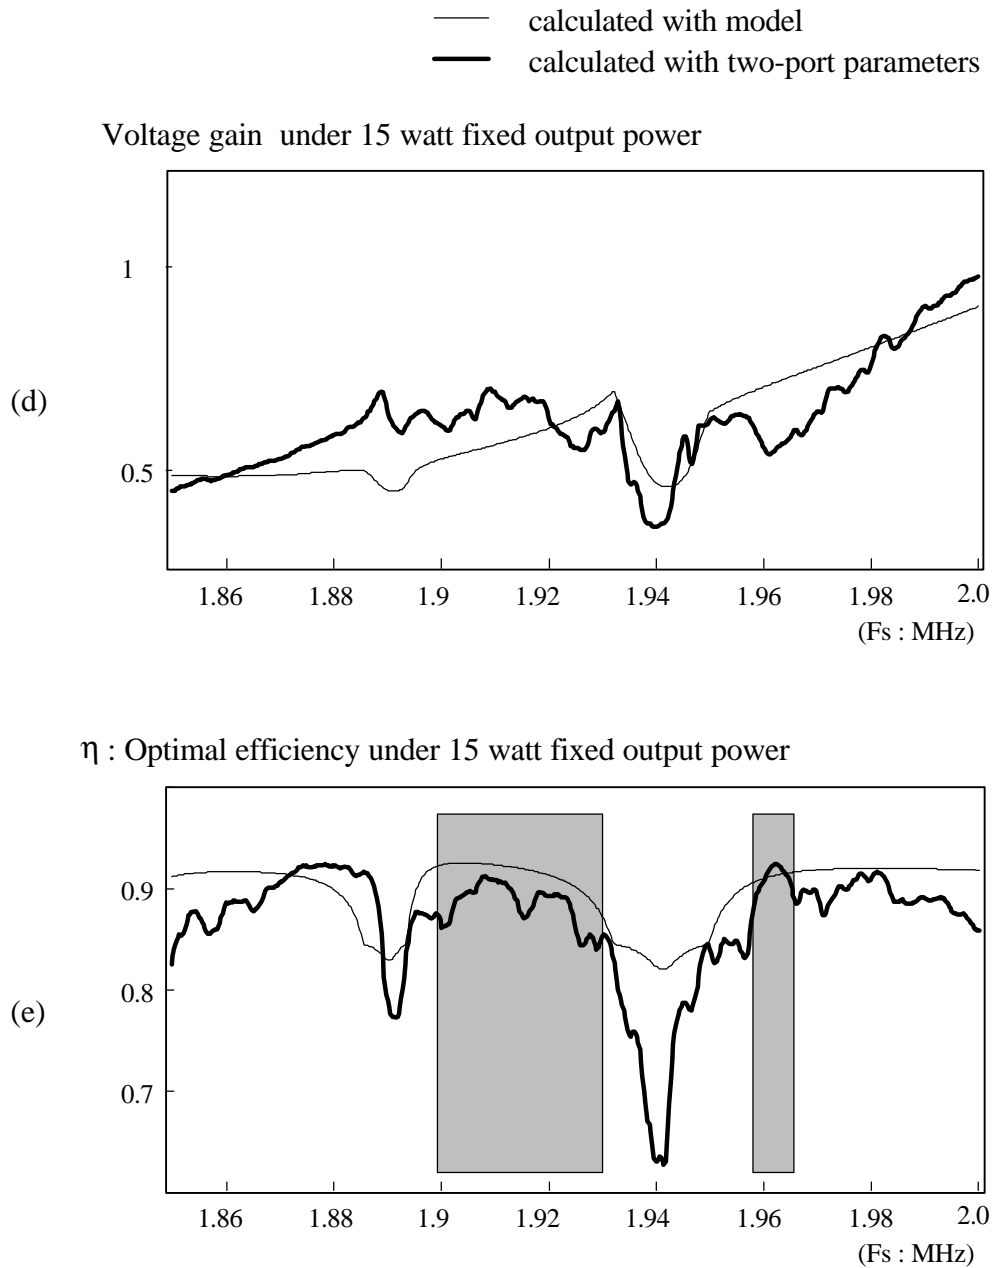 calculated with model
calculated with two-port parameters
Voltage gain under 15 watt fixed output power
1
(d)
0.5
1.86 1.88 1.9 1.92 1.94 1.96 1.98 2.0
(Fs : MHz)
η : Optimal efficiency under 15 watt fixed output power
0.9
0.8
(e)
0.7
1.86 1.88 1.9 1.92 1.94 1.96 1.98 2.0
(Fs : MHz)